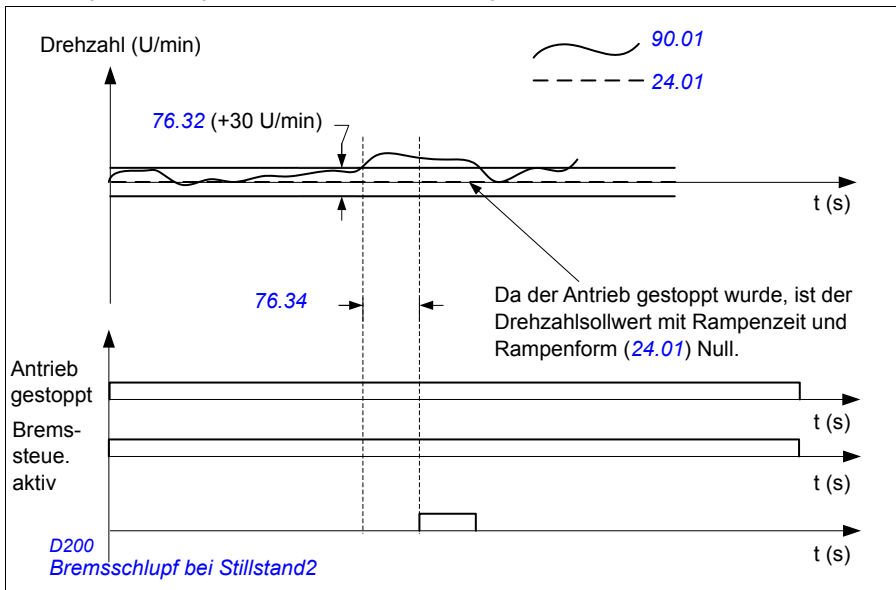 Drehzahl (U/min)
90.01
24.01
76.32 (+30 U/min)
t (s)
76.34
Da der Antrieb gestoppt wurde, ist der
Drehzahlsollwert mit Rampenzeit und
Rampenform (24.01) Null.
Antrieb
gestoppt
t (s)
Brems-
steue.
aktiv
t (s)
D200
Bremsschlupf bei Stillstand2
t (s)